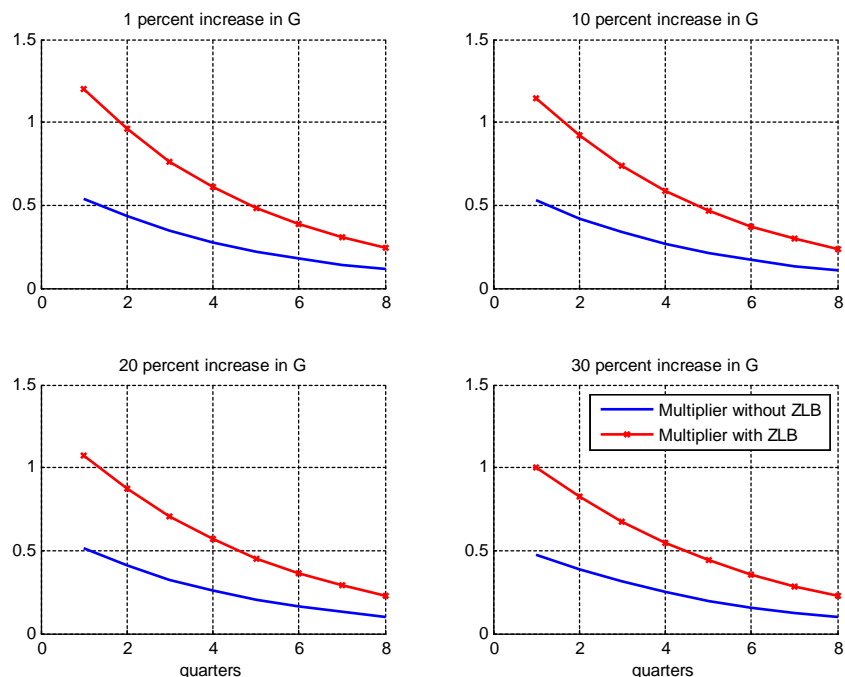 1 percent increase in G
1.5
1
0.5
0
0 2 4 6 8
10 percent increase in G
1.5
1
0.5
0
0 2 4 6 8
20 percent increase in G
1.5
1
0.5
0
0 2 4 6 8
quarters
30 percent increase in G
Multiplier without ZLB
Multiplier with ZLB
1.5
1
0.5
0
0 2 4 6 8
quarters